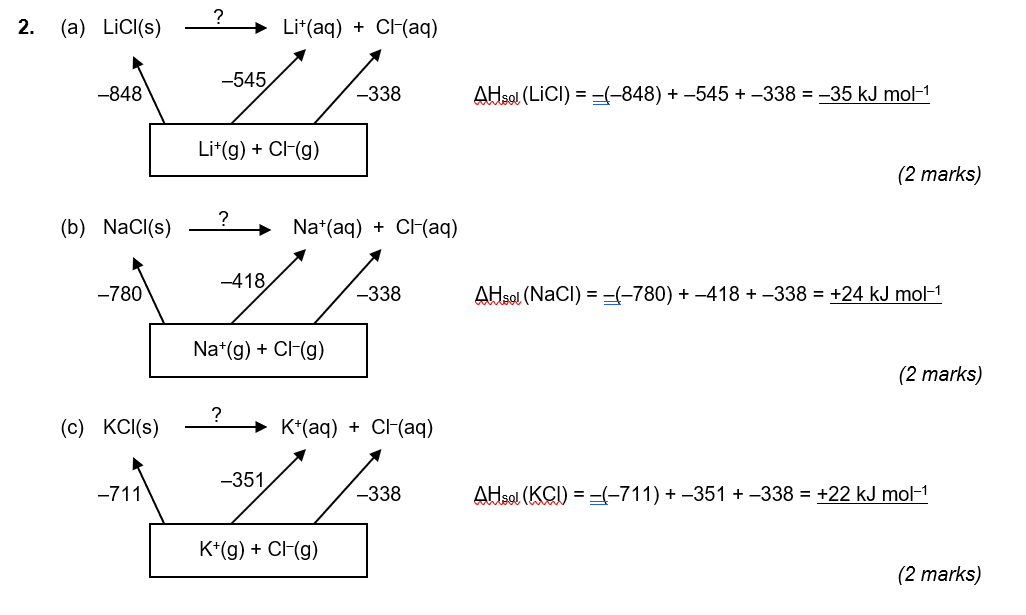 2. (a) LiCl(s) ? Li⁺(aq) + Cl⁻(aq)
–545
–848 –338 ΔHsol (LiCl) = –(–848) + –545 + –338 = –35 kJ mol⁻¹
Li⁺(g) + Cl⁻(g)
(2 marks)
(b) NaCl(s) ? Na⁺(aq) + Cl⁻(aq)
–418
–780 –338 ΔHsol (NaCl) = –(–780) + –418 + –338 = +24 kJ mol⁻¹
Na⁺(g) + Cl⁻(g)
(2 marks)
(c) KCl(s) ? K⁺(aq) + Cl⁻(aq)
–351
–711 –338 ΔHsol (KCl) = –(–711) + –351 + –338 = +22 kJ mol⁻¹
K⁺(g) + Cl⁻(g)
(2 marks)